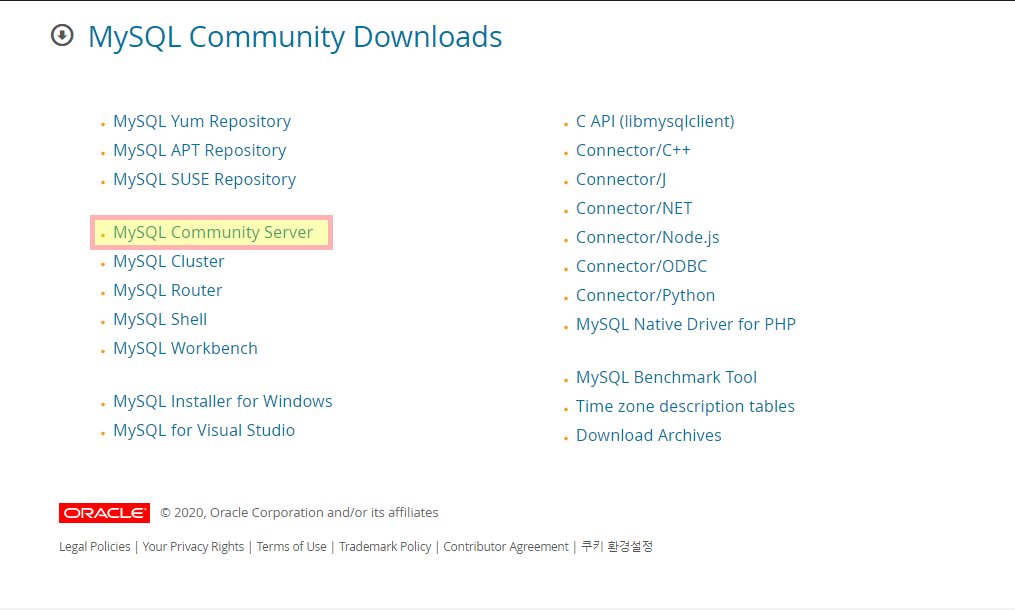 MySQL Community Downloads
MySQL Yum Repository
MySQL APT Repository
MySQL SUSE Repository
MySQL Community Server
MySQL Cluster
MySQL Router
MySQL Shell
MySQL Workbench
MySQL Installer for Windows
MySQL for Visual Studio
C API (libmysqlclient)
Connector/C++
Connector/J
Connector/NET
Connector/Node.js
Connector/ODBC
Connector/Python
MySQL Native Driver for PHP
MySQL Benchmark Tool
Time zone description tables
Download Archives
ORACLE © 2020, Oracle Corporation and/or its affiliates
Legal Policies | Your Privacy Rights | Terms of Use | Trademark Policy | Contributor Agreement | 쿠키 환경설정